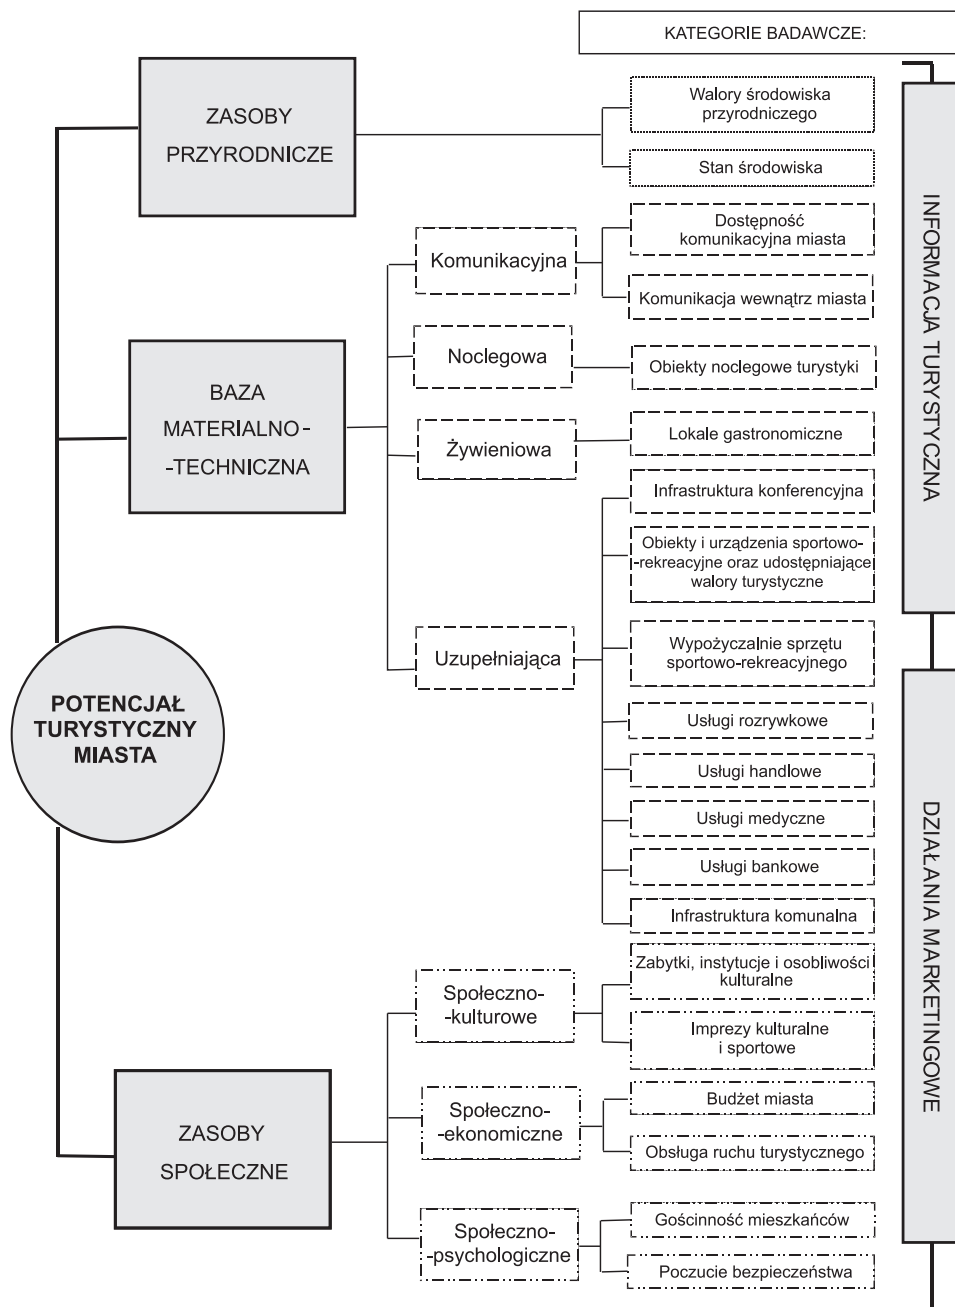 KATEGORIE BADAWCZE:
ZASOBY
PRZYRODNICZE
Walory środowiska
przyrodniczego
Stan środowiska
Komunikacyjna
Dostępność
komunikacyjna miasta
Komunikacja wewnątrz miasta
BAZA
MATERIALNO-
-TECHNICZNA
Noclegowa
Obiekty noclegowe turystyki
Żywieniowa
Lokale gastronomiczne
Uzupełniająca
Infrastruktura konferencyjna
Obiekty i urządzenia sportowo-
-rekreacyjne oraz udostępniające
walory turystyczne
Wypożyczalnie sprzętu
sportowo-rekreacyjnego
Usługi rozrywkowe
Usługi handlowe
Usługi medyczne
Usługi bankowe
Infrastruktura komunalna
POTENCJAŁ
TURYSTYCZNY
MIASTA
ZASOBY
SPOŁECZNE
Społeczno-
-kulturowe
Zabytki, instytucje i osobliwości
kulturalne
Imprezy kulturalne
i sportowe
Społeczno-
-ekonomiczne
Budżet miasta
Obsługa ruchu turystycznego
Społeczno-
-psychologiczne
Gościnność mieszkańców
Poczucie bezpieczeństwa
INFORMACJA TURYSTYCZNA
DZIAŁANIA MARKETINGOWE